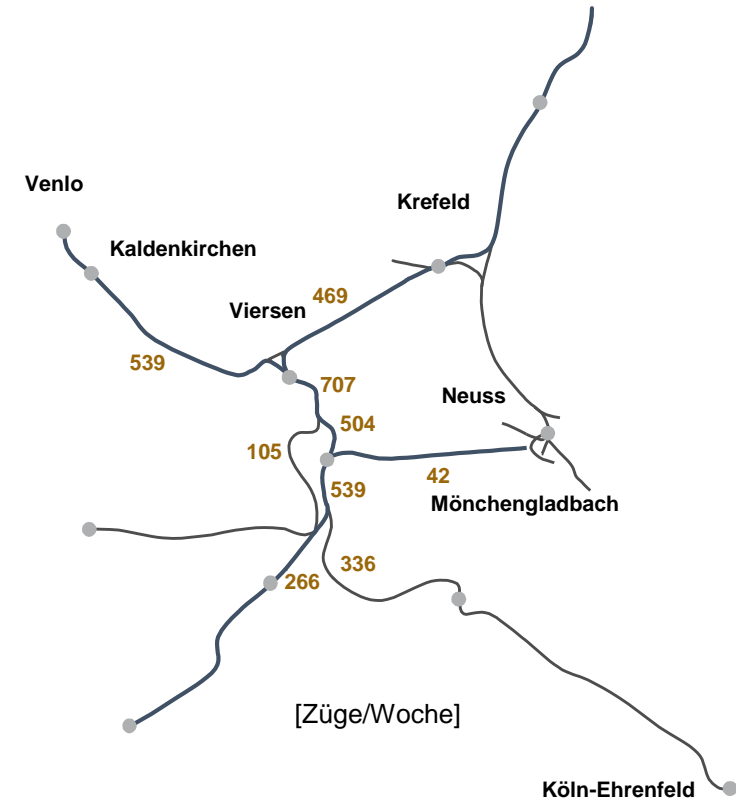 Venlo
Krefeld
Kaldenkirchen
469
Viersen
539
707
Neuss
504
105
42
539
Mönchengladbach
336
266
[Züge/Woche]
Köln-Ehrenfeld